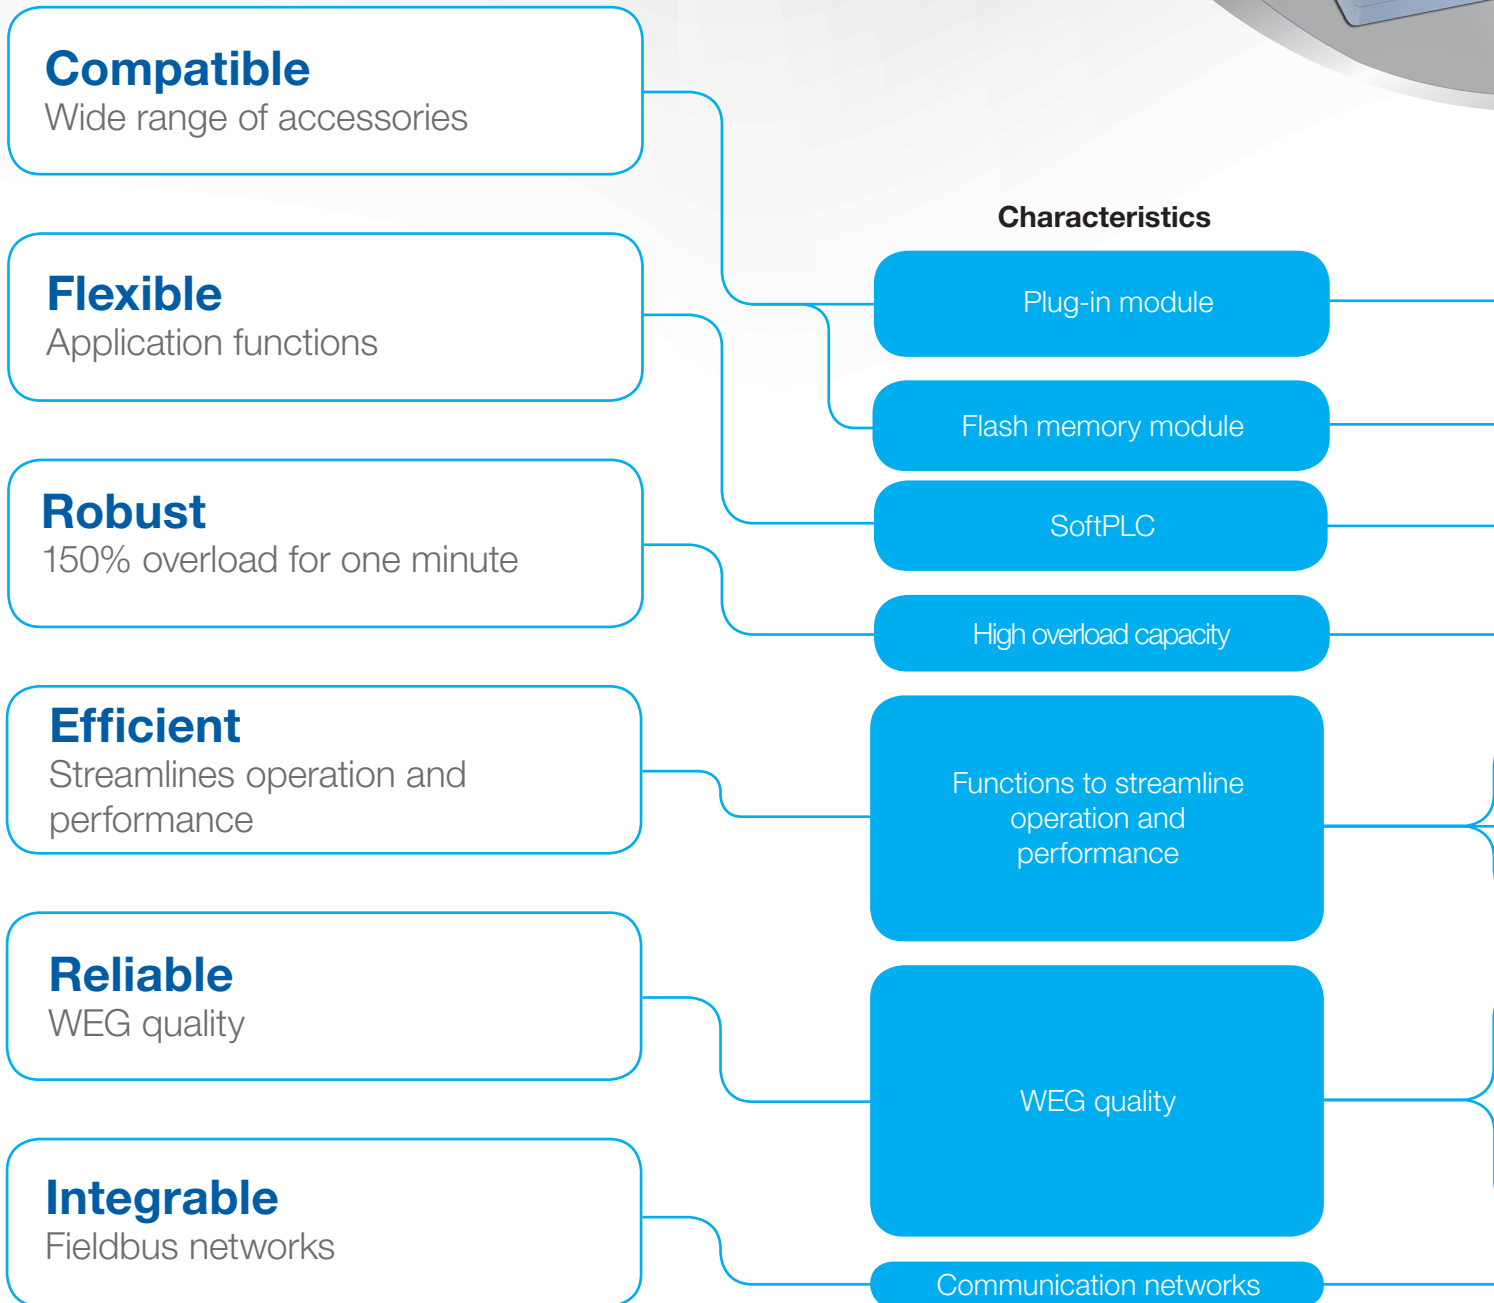 Compatible
Wide range of accessories
Flexible
Application functions
Robust
150% overload for one minute
Efficient
Streamlines operation and
performance
Reliable
WEG quality
Integrable
Fieldbus networks
Characteristics
Plug-in module
Flash memory module
SoftPLC
High overload capacity
Functions to streamline
operation and
performance
WEG quality
Communication networks